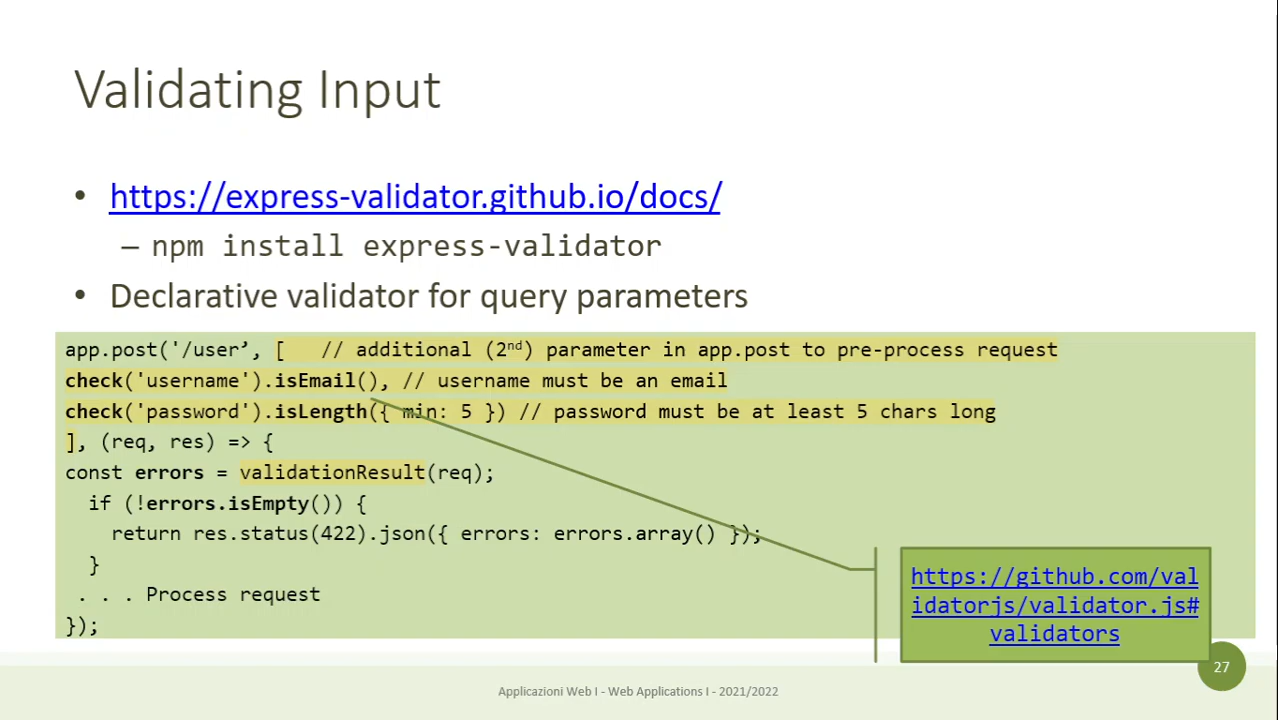 Validating Input
• https://express-validator.github.io/docs/
– npm install express-validator
• Declarative validator for query parameters
app.post('/user’, [   // additional (2nd) parameter in app.post to pre-process request
check('username').isEmail(), // username must be an email
check('password').isLength({ min: 5 }) // password must be at least 5 chars long
], (req, res) => {
const errors = validationResult(req);
  if (!errors.isEmpty()) {
    return res.status(422).json({ errors: errors.array() });
  }
 . . . Process request
});
https://github.com/val
idatorjs/validator.js#
validators
27
Applicazioni Web I - Web Applications I - 2021/2022